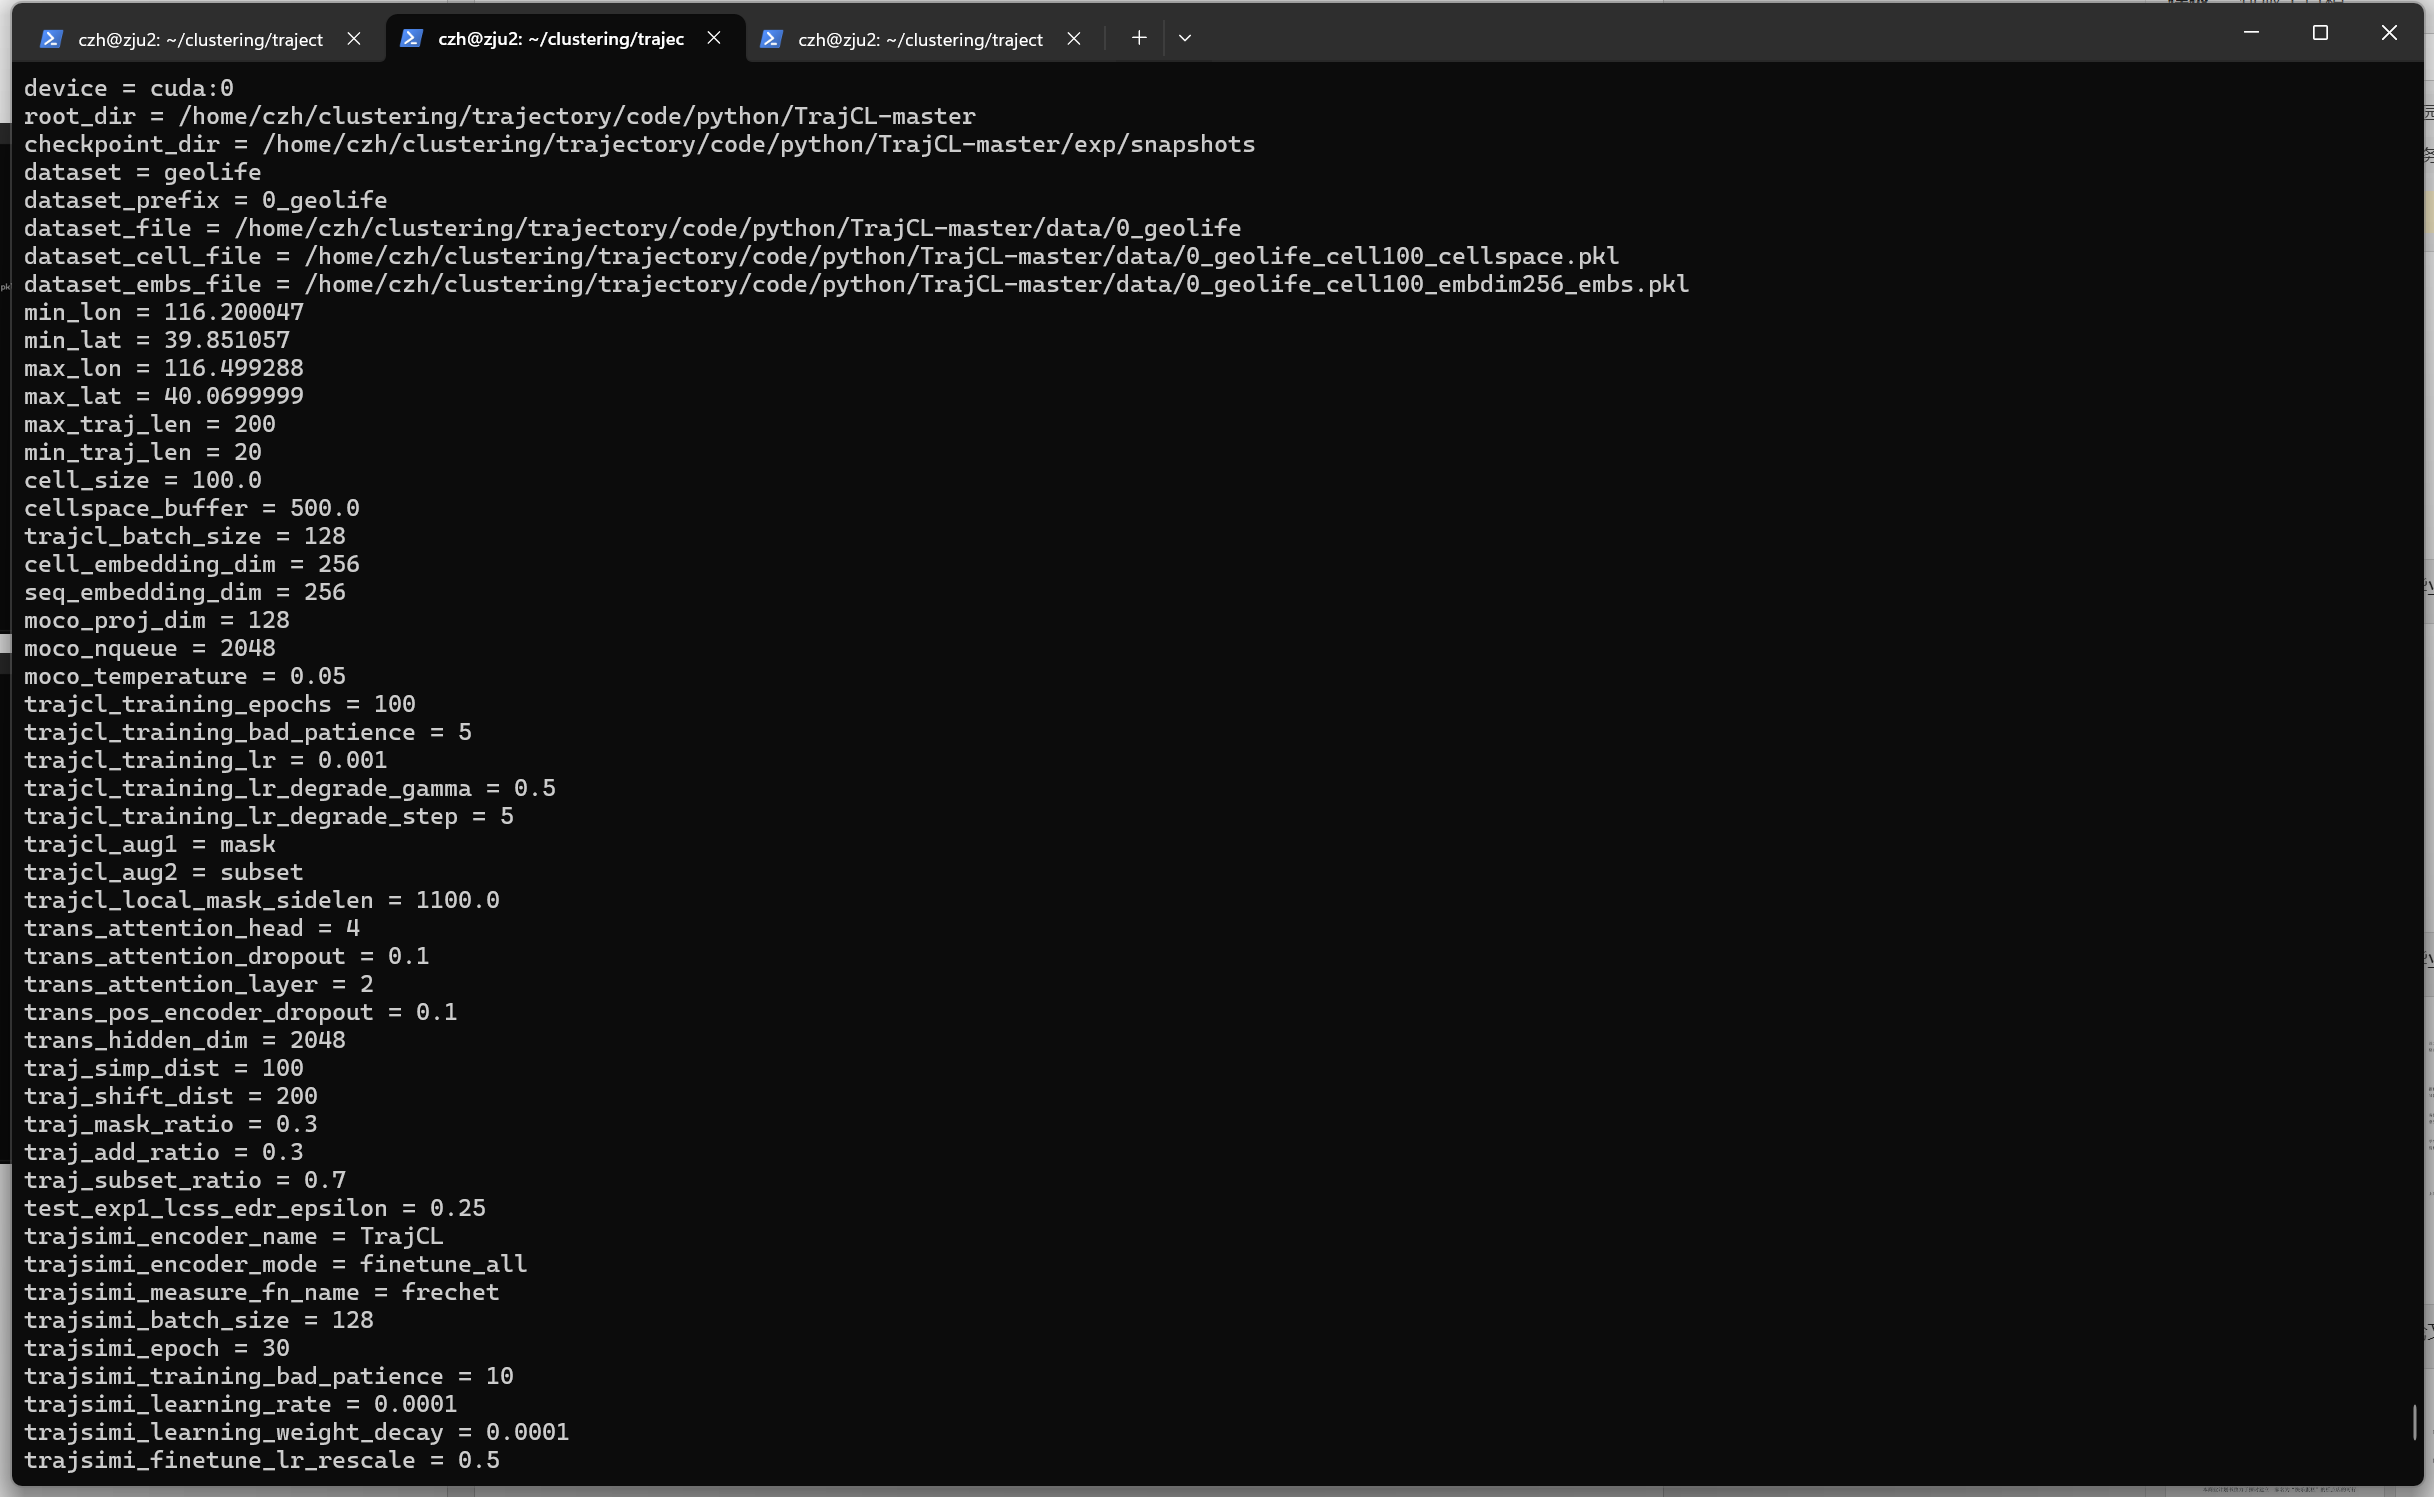 czh@zju2: ~/clustering/traject
czh@zju2: ~/clustering/trajec
czh@zju2: ~/clustering/traject
device = cuda:0
root_dir = /home/czh/clustering/trajectory/code/python/TrajCL-master
checkpoint_dir = /home/czh/clustering/trajectory/code/python/TrajCL-master/exp/snapshots
dataset = geolife
dataset_prefix = 0_geolife
dataset_file = /home/czh/clustering/trajectory/code/python/TrajCL-master/data/0_geolife
dataset_cell_file = /home/czh/clustering/trajectory/code/python/TrajCL-master/data/0_geolife_cell100_cellspace.pkl
dataset_embs_file = /home/czh/clustering/trajectory/code/python/TrajCL-master/data/0_geolife_cell100_embdim256_embs.pkl
min_lon = 116.200047
min_lat = 39.851057
max_lon = 116.499288
max_lat = 40.0699999
max_traj_len = 200
min_traj_len = 20
cell_size = 100.0
cellspace_buffer = 500.0
trajcl_batch_size = 128
cell_embedding_dim = 256
seq_embedding_dim = 256
moco_proj_dim = 128
moco_nqueue = 2048
moco_temperature = 0.05
trajcl_training_epochs = 100
trajcl_training_bad_patience = 5
trajcl_training_lr = 0.001
trajcl_training_lr_degrade_gamma = 0.5
trajcl_training_lr_degrade_step = 5
trajcl_aug1 = mask
trajcl_aug2 = subset
trajcl_local_mask_sidelen = 1100.0
trans_attention_head = 4
trans_attention_dropout = 0.1
trans_attention_layer = 2
trans_pos_encoder_dropout = 0.1
trans_hidden_dim = 2048
traj_simp_dist = 100
traj_shift_dist = 200
traj_mask_ratio = 0.3
traj_add_ratio = 0.3
traj_subset_ratio = 0.7
test_exp1_lcss_edr_epsilon = 0.25
trajsimi_encoder_name = TrajCL
trajsimi_encoder_mode = finetune_all
trajsimi_measure_fn_name = frechet
trajsimi_batch_size = 128
trajsimi_epoch = 30
trajsimi_training_bad_patience = 10
trajsimi_learning_rate = 0.0001
trajsimi_learning_weight_decay = 0.0001
trajsimi_finetune_lr_rescale = 0.5